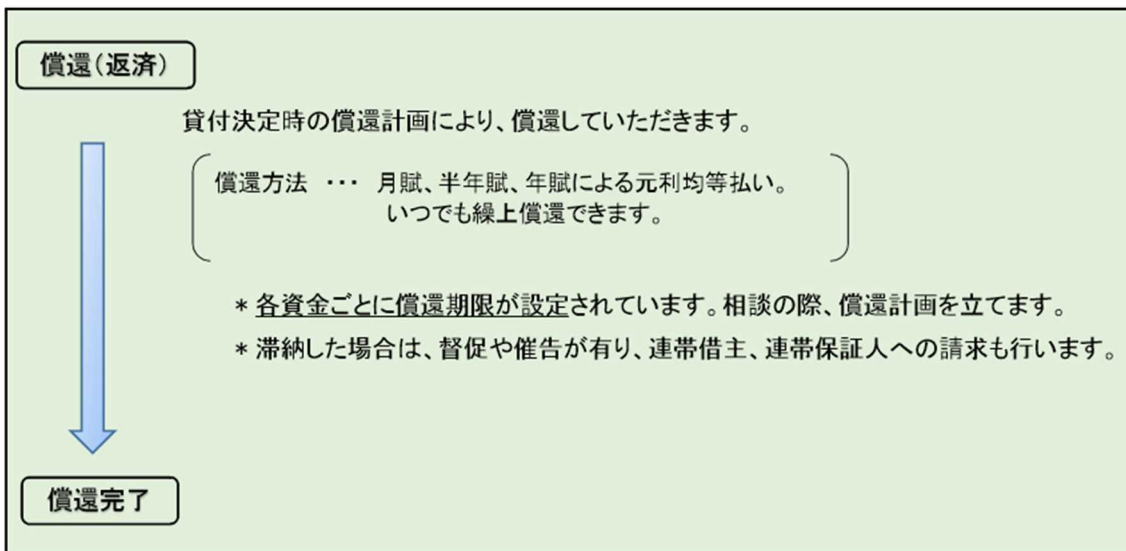 償還(返済)
貸付決定時の償還計画により、償還していただきます。
償還方法 ･･･ 月賦、半年賦、年賦による元利均等払い。
いつでも繰上償還できます。
* 各資金ごとに償還期限が設定されています。相談の際、償還計画を立てます。
* 滞納した場合は、督促や催告が有り、連帯借主、連帯保証人への請求も行います。
償還完了